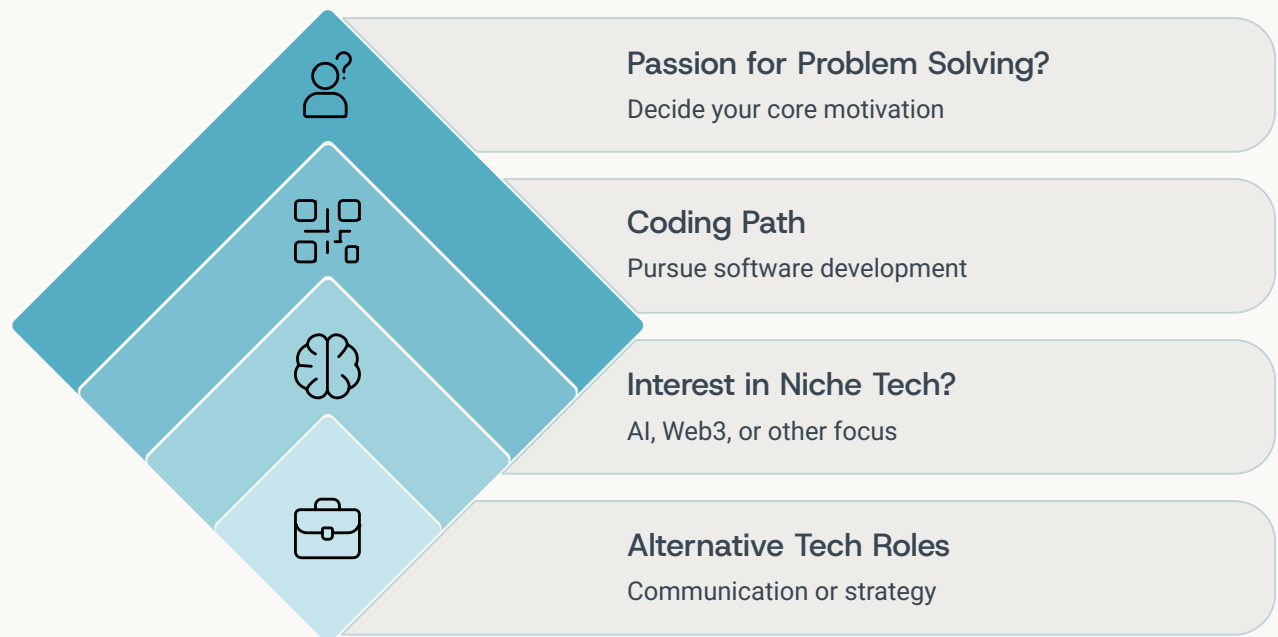 Passion for Problem Solving?
Decide your core motivation
Coding Path
Pursue software development
Interest in Niche Tech?
AI, Web3, or other focus
Alternative Tech Roles
Communication or strategy